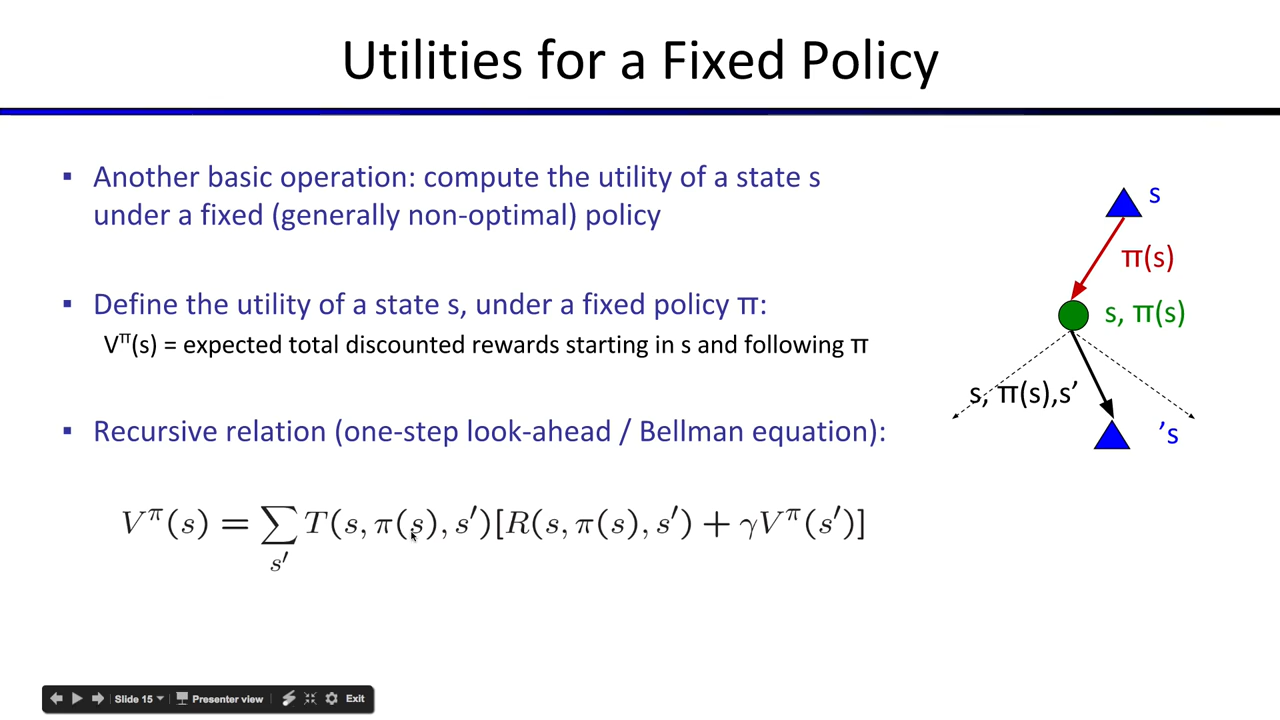 Utilities for a Fixed Policy
▪ Another basic operation: compute the utility of a state s
under a fixed (generally non-optimal) policy
▪ Define the utility of a state s, under a fixed policy π:
Vπ(s) = expected total discounted rewards starting in s and following π
▪ Recursive relation (one-step look-ahead / Bellman equation):
V^π(s) = ∑_{s′} T(s, π(s), s′)[R(s, π(s), s′) + γV^π(s′)]
s
π(s)
s, π(s)
s, π(s),s’
’s
Slide 15
Presenter view
Exit